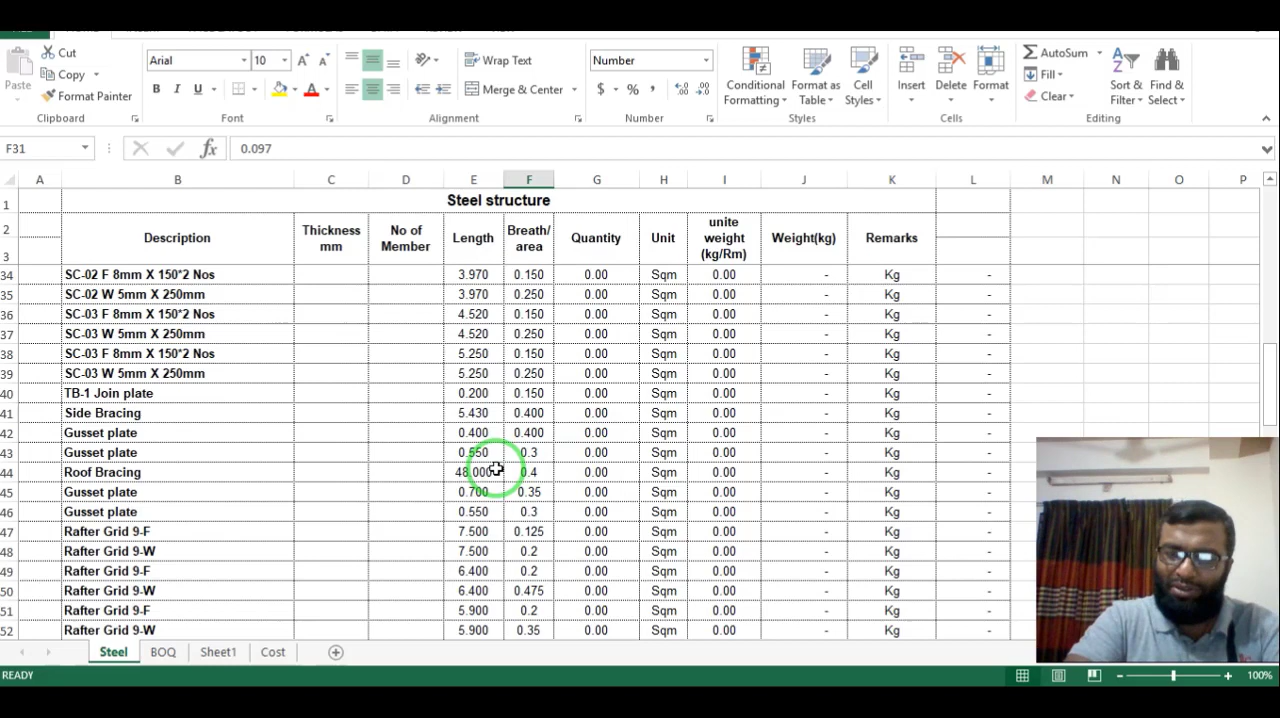 Cut
Copy
Format Painter
Paste
Clipboard
Arial 10
B I U
Font
Wrap Text
Merge & Center
Alignment
Number
$ % ,
Number
Conditional Formatting
Format as Table
Cell Styles
Styles
Insert Delete Format
Cells
AutoSum
Fill
Clear
Sort & Filter
Find & Select
Editing
F31 fx 0.097
A B C D E F G H I J K L M N O P
1 Steel structure
2 3 Description Thickness mm No of Member Length Breath/ area Quantity Unit unite weight (kg/Rm) Weight(kg) Remarks
34 SC-02 F 8mm X 150*2 Nos 3.970 0.150 0.00 Sqm 0.00 - Kg -
35 SC-02 W 5mm X 250mm 3.970 0.250 0.00 Sqm 0.00 - Kg -
36 SC-03 F 8mm X 150*2 Nos 4.520 0.150 0.00 Sqm 0.00 - Kg -
37 SC-03 W 5mm X 250mm 4.520 0.250 0.00 Sqm 0.00 - Kg -
38 SC-03 F 8mm X 150*2 Nos 5.250 0.150 0.00 Sqm 0.00 - Kg -
39 SC-03 W 5mm X 250mm 5.250 0.250 0.00 Sqm 0.00 - Kg -
40 TB-1 Join plate 0.200 0.150 0.00 Sqm 0.00 - Kg -
41 Side Bracing 5.430 0.400 0.00 Sqm 0.00 - Kg -
42 Gusset plate 0.400 0.400 0.00 Sqm 0.00 - Kg -
43 Gusset plate 0.550 0.3 0.00 Sqm 0.00 - Kg -
44 Roof Bracing 48.000 0.4 0.00 Sqm 0.00 - Kg -
45 Gusset plate 0.700 0.35 0.00 Sqm 0.00 - Kg -
46 Gusset plate 0.550 0.3 0.00 Sqm 0.00 - Kg -
47 Rafter Grid 9-F 7.500 0.125 0.00 Sqm 0.00 - Kg -
48 Rafter Grid 9-W 7.500 0.2 0.00 Sqm 0.00 - Kg -
49 Rafter Grid 9-F 6.400 0.2 0.00 Sqm 0.00 - Kg -
50 Rafter Grid 9-W 6.400 0.475 0.00 Sqm 0.00 - Kg -
51 Rafter Grid 9-F 5.900 0.2 0.00 Sqm 0.00 - Kg -
52 Rafter Grid 9-W 5.900 0.35 0.00 Sqm 0.00 - Kg -
Steel BOQ Sheet1 Cost
READY 100%